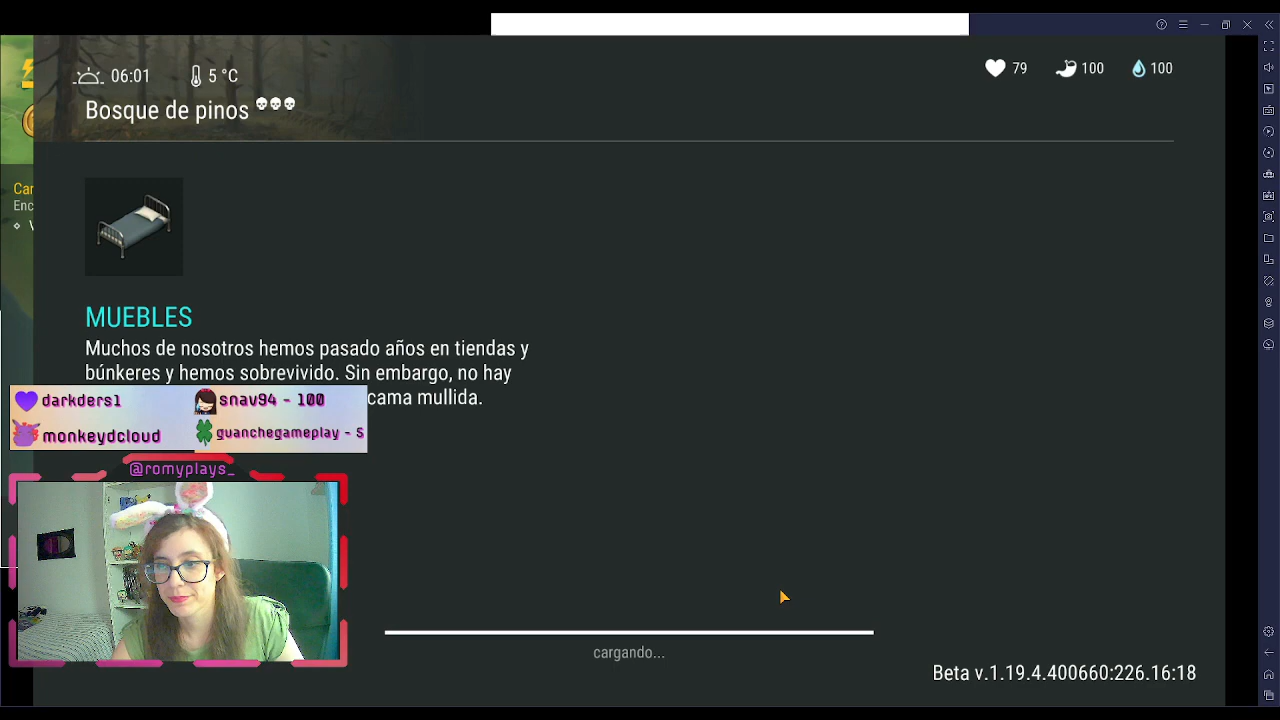 06:01
5 °C
Bosque de pinos
79
100
100
Car
Enc
MUEBLES
Muchos de nosotros hemos pasado años en tiendas y
búnkeres y hemos sobrevivido. Sin embargo, no hay
cama mullida.
darkders1
snav94 - 100
monkeydcloud
guanchegameplay - S
@romyplays_
cargando...
Beta v.1.19.4.400660:226.16:18